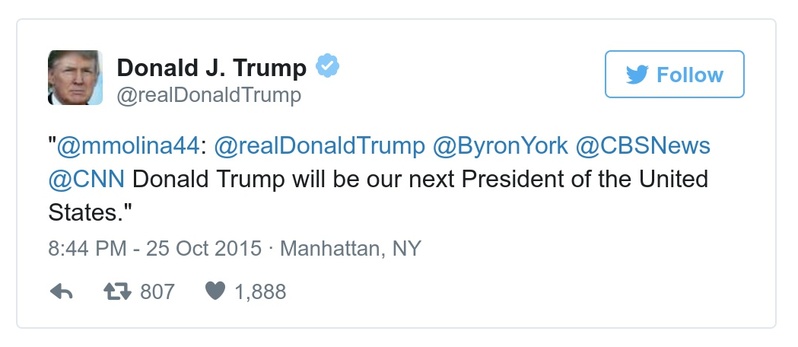 Donald J. Trump
@realDonaldTrump
Follow
"@mmolina44: @realDonaldTrump @ByronYork @CBSNews
@CNN Donald Trump will be our next President of the United
States."
8:44 PM - 25 Oct 2015 · Manhattan, NY
807 1,888